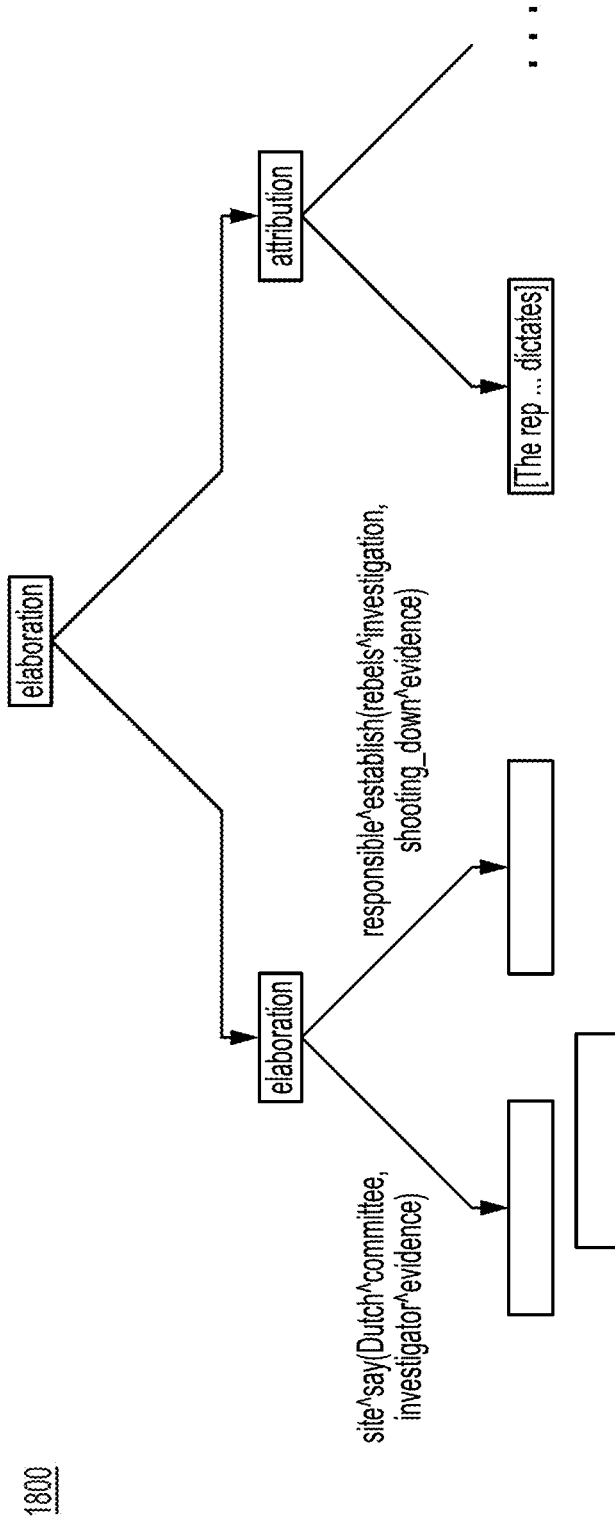 1800
elaboration
elaboration
attribution
site^say(Dutch^committee,
investigator^evidence)
responsible^establish(rebels^investigation,
shooting_down^evidence)
[The rep ... dictates]
...